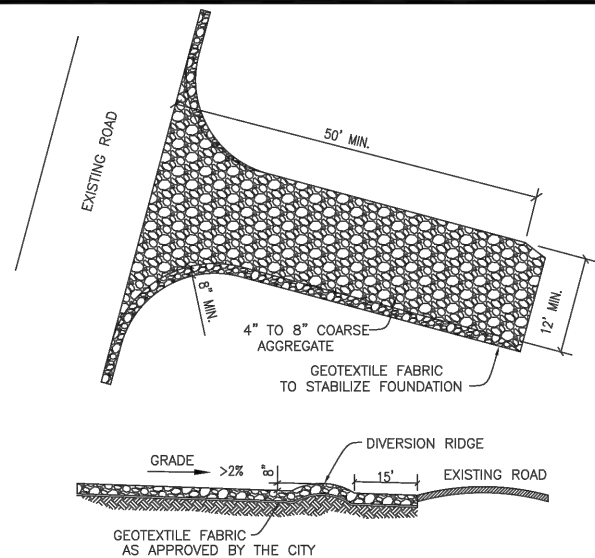 EXISTING ROAD
50' MIN.
8" MIN.
12' MIN.
4" TO 8" COARSE
AGGREGATE
GEOTEXTILE FABRIC
TO STABILIZE FOUNDATION
DIVERSION RIDGE
GRADE
>2%
8"
15'
EXISTING ROAD
GEOTEXTILE FABRIC
AS APPROVED BY THE CITY